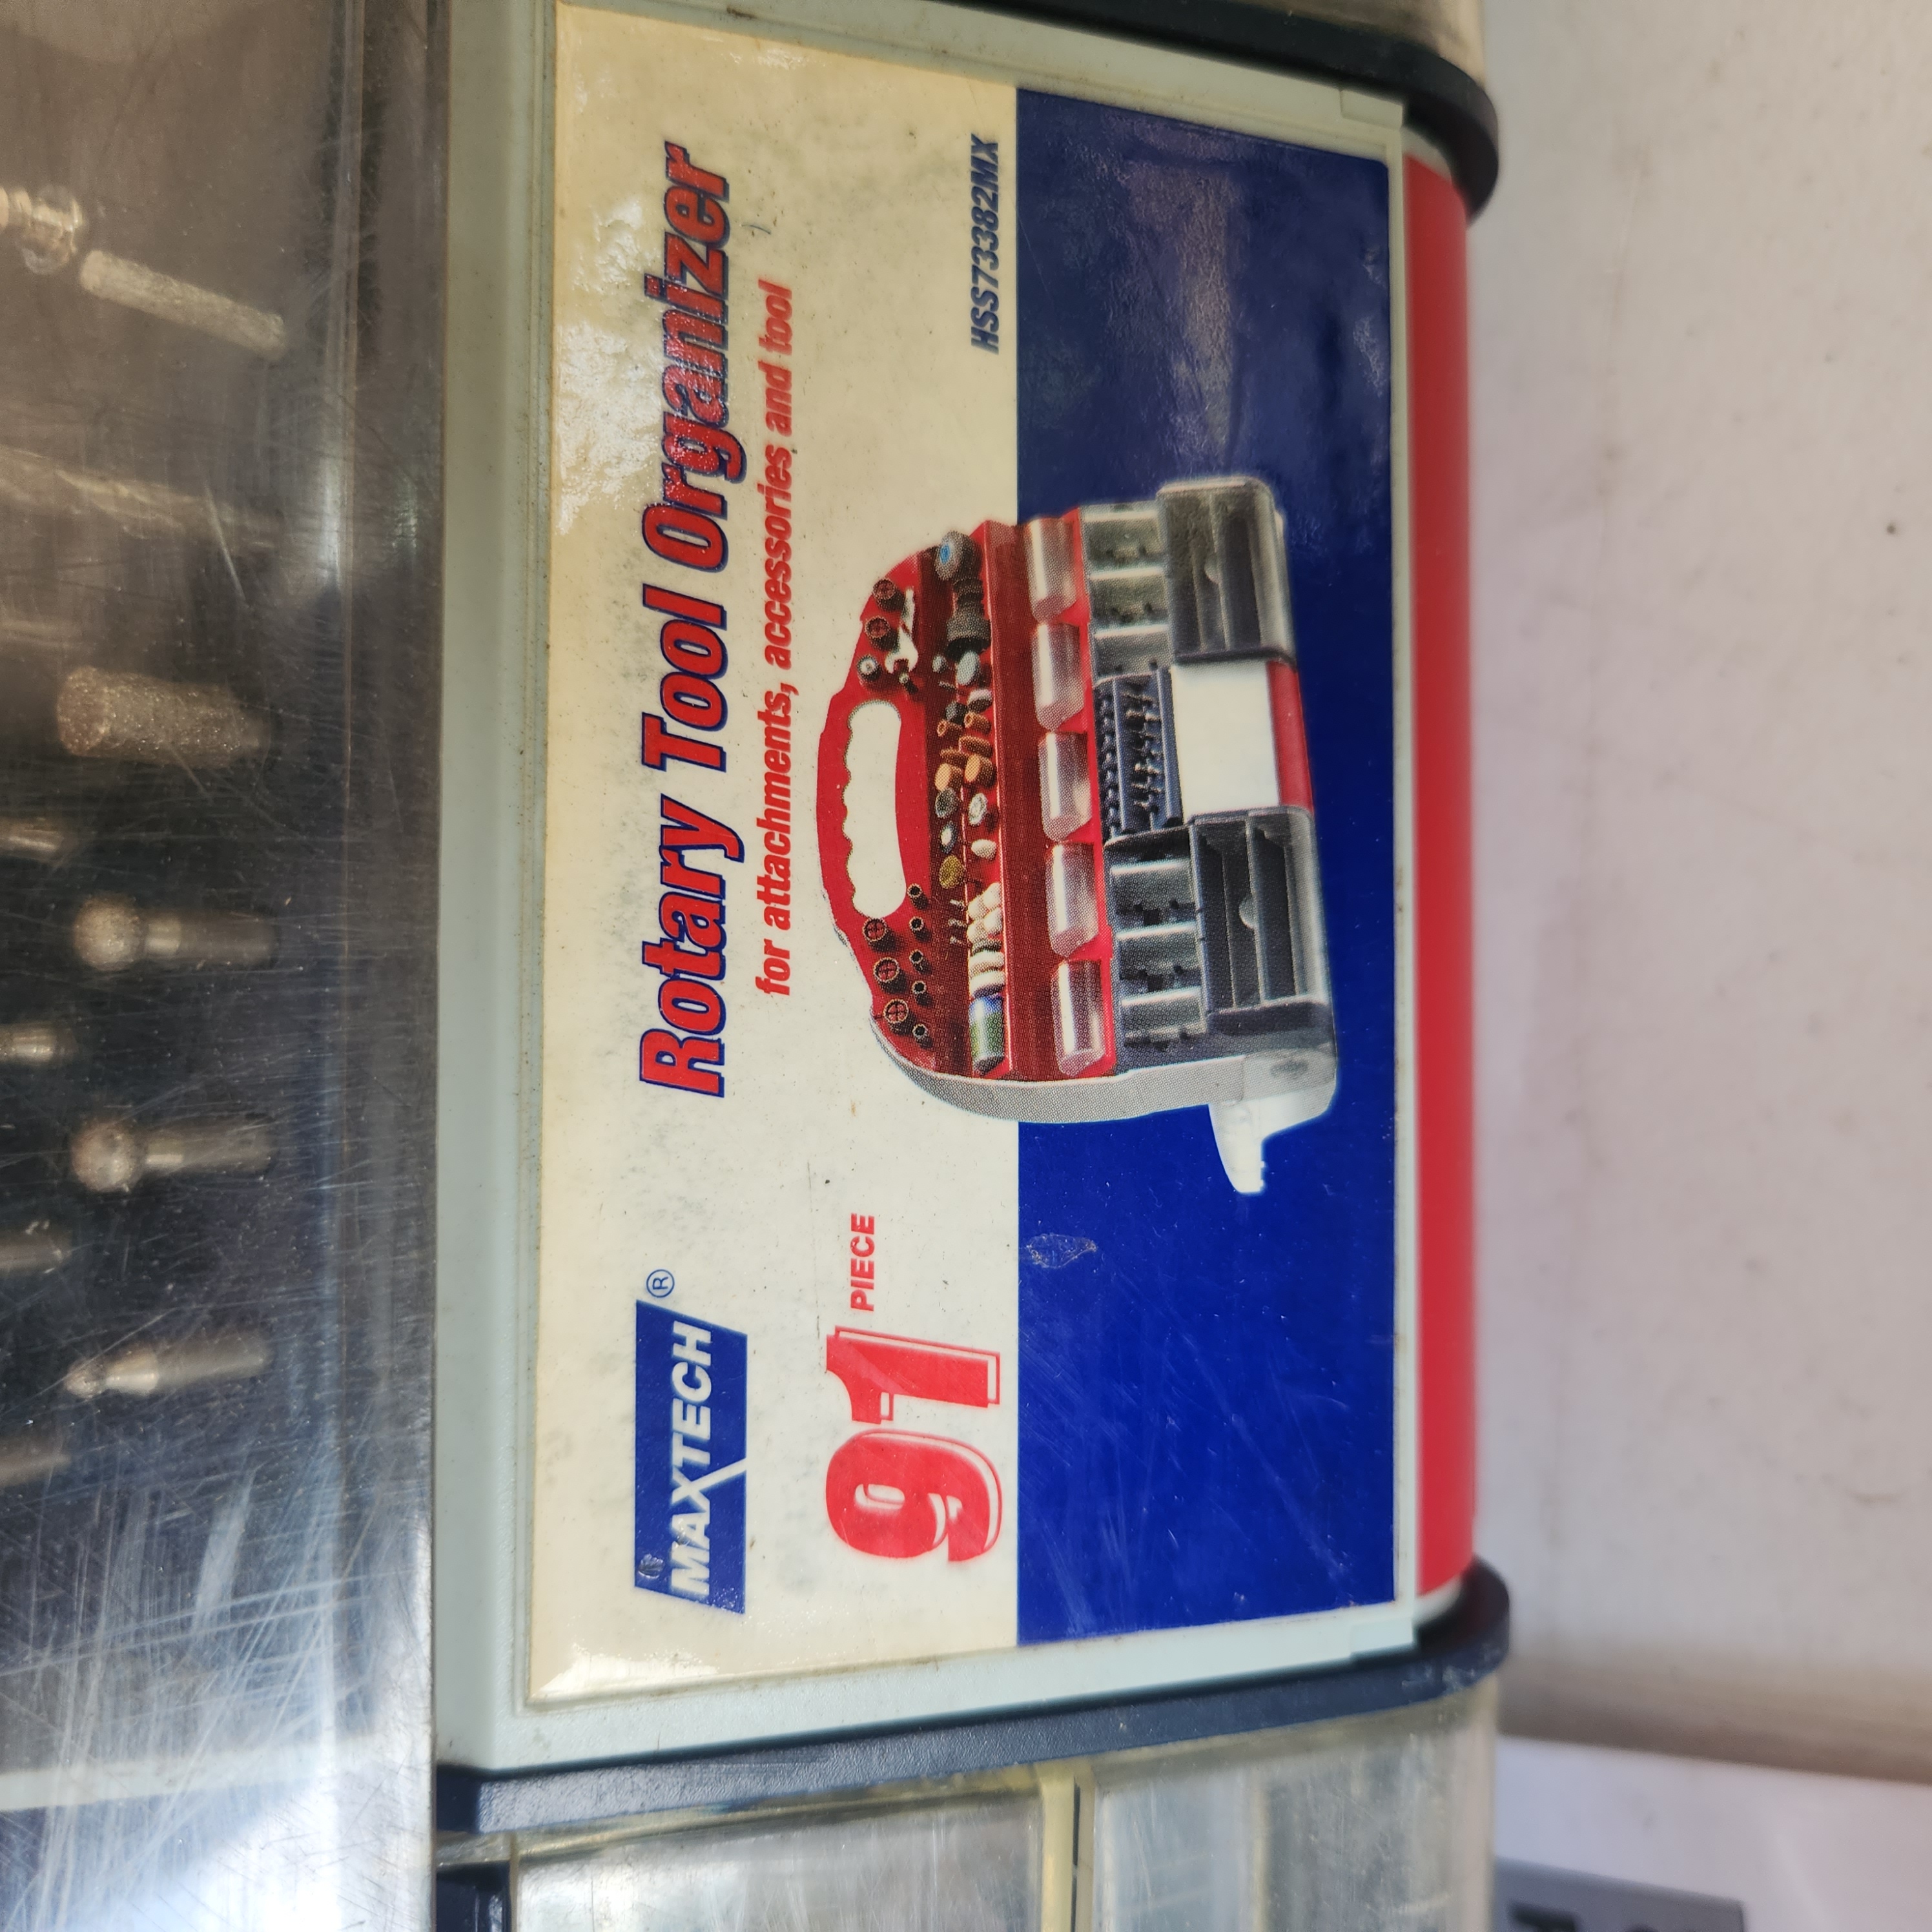 MAXTECH®
Rotary Tool Organizer
for attachments, accessories and tool
91 PIECE
HSS73382MX